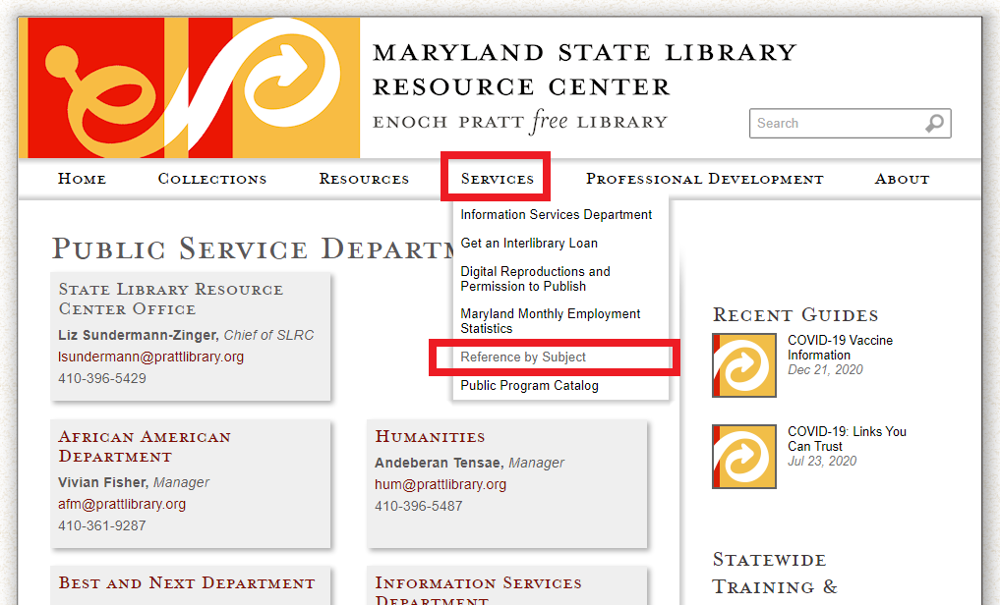 MARYLAND STATE LIBRARY
RESOURCE CENTER
ENOCH PRATT free LIBRARY
Search
HOME
COLLECTIONS
RESOURCES
SERVICES
PROFESSIONAL DEVELOPMENT
ABOUT
Information Services Department
Get an Interlibrary Loan
Digital Reproductions and
Permission to Publish
Maryland Monthly Employment
Statistics
Reference by Subject
Public Program Catalog
PUBLIC SERVICE DEPARTM
STATE LIBRARY RESOURCE
CENTER OFFICE
Liz Sundermann-Zinger, Chief of SLRC
lsundermann@prattlibrary.org
410-396-5429
AFRICAN AMERICAN
DEPARTMENT
Vivian Fisher, Manager
afm@prattlibrary.org
410-361-9287
HUMANITIES
Andeberan Tensae, Manager
hum@prattlibrary.org
410-396-5487
BEST AND NEXT DEPARTMENT
INFORMATION SERVICES
DEPARTMENT
RECENT GUIDES
COVID-19 Vaccine
Information
Dec 21, 2020
COVID-19: Links You
Can Trust
Jul 23, 2020
STATEWIDE
TRAINING &